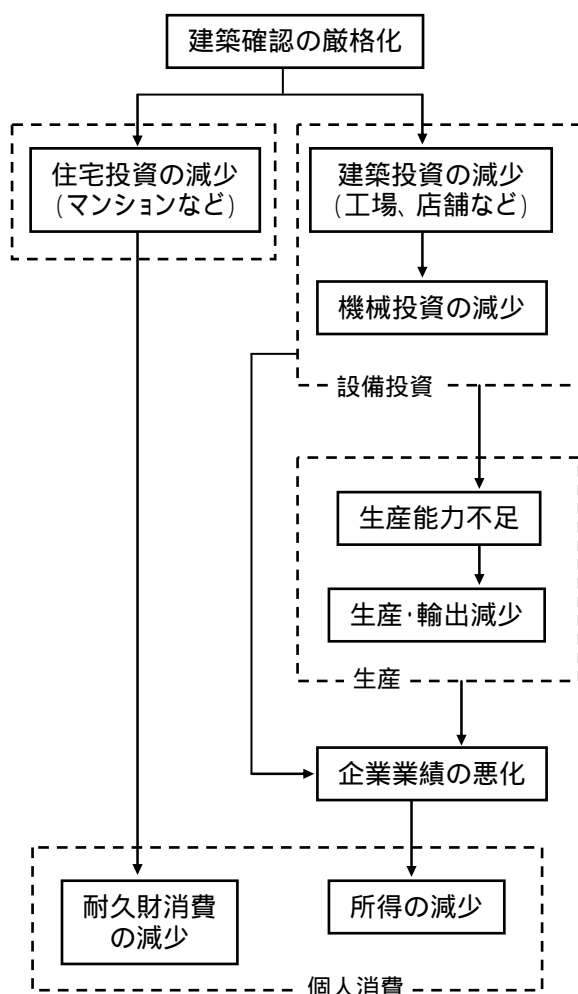 建築確認の厳格化
住宅投資の減少
(マンションなど)
建築投資の減少
(工場、店舗など)
機械投資の減少
設備投資
生産能力不足
生産・輸出減少
生産
企業業績の悪化
耐久財消費
の減少
所得の減少
個人消費